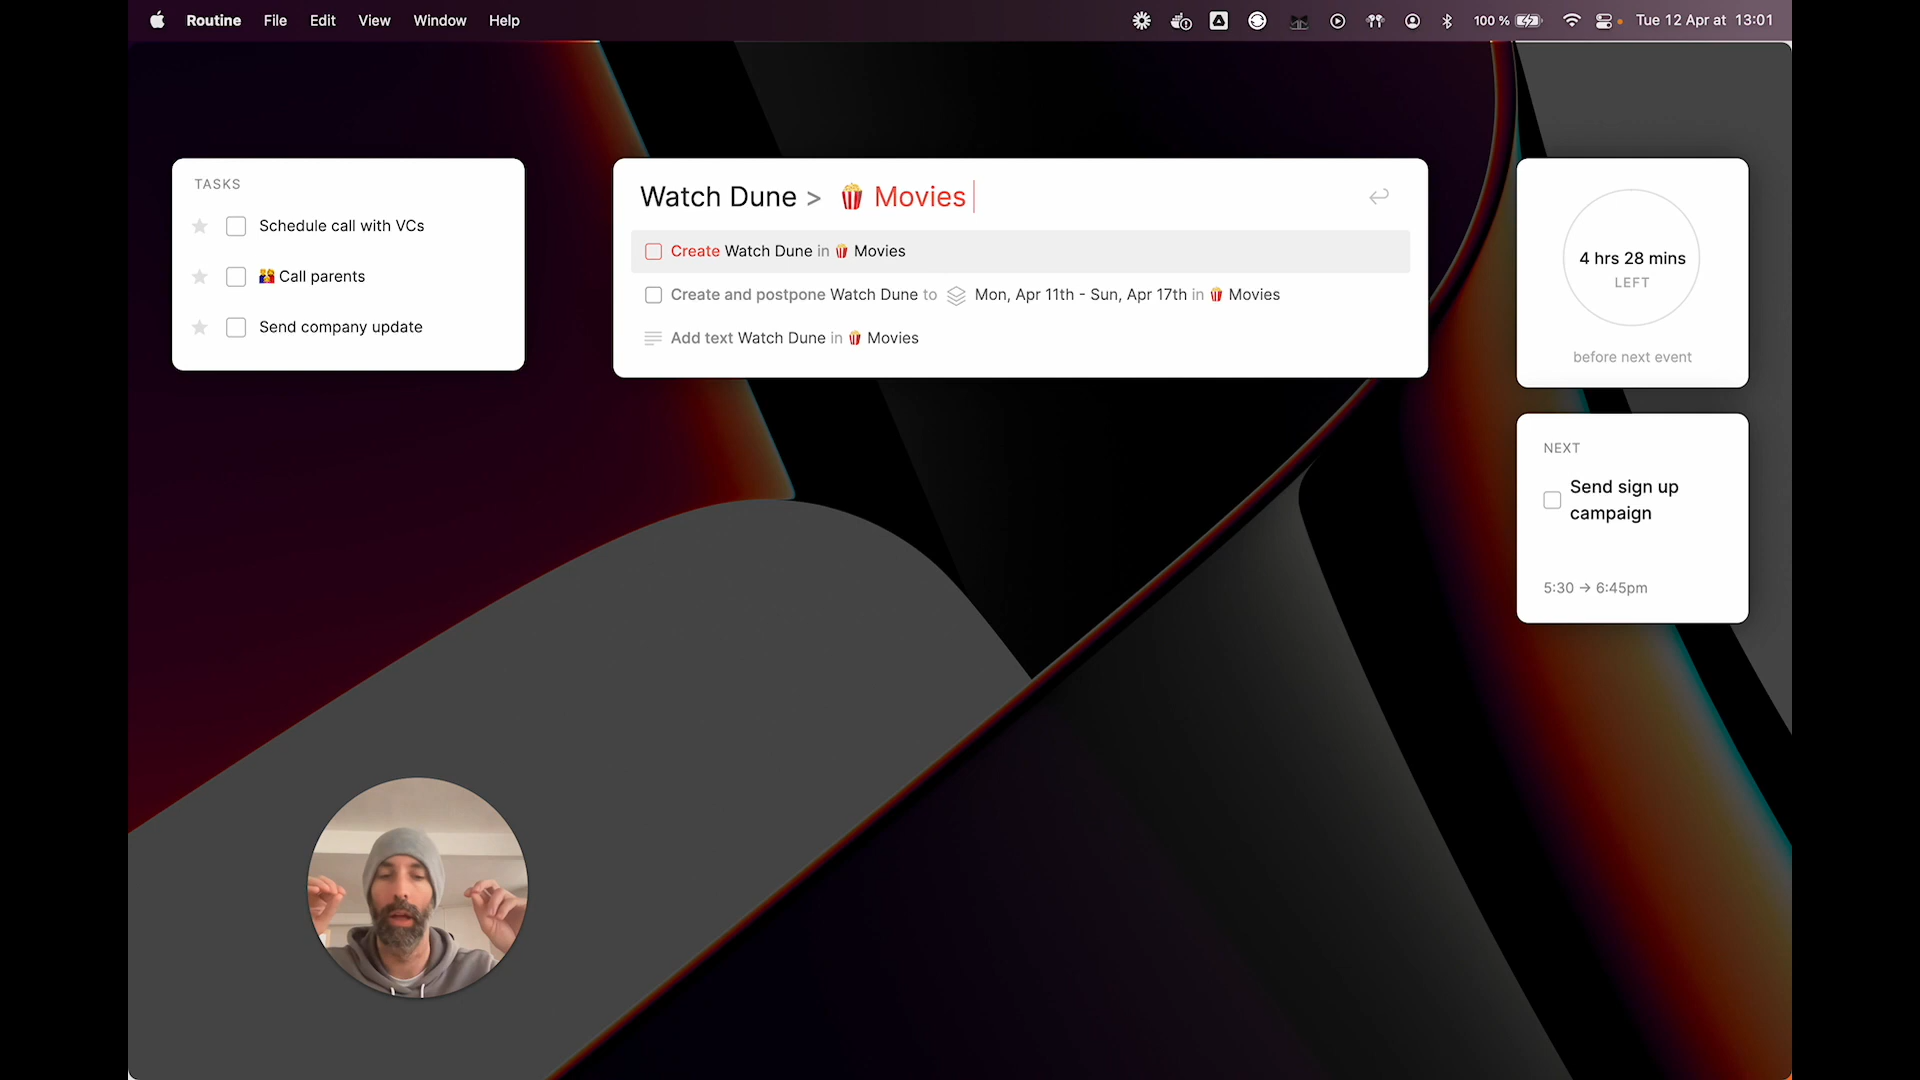 Routine File Edit View Window Help 100 % Tue 12 Apr at 13:01
TASKS
Schedule call with VCs
Call parents
Send company update
Watch Dune > 🍿 Movies
Create Watch Dune in 🍿 Movies
Create and postpone Watch Dune to Mon, Apr 11th - Sun, Apr 17th in 🍿 Movies
Add text Watch Dune in 🍿 Movies
4 hrs 28 mins
LEFT
before next event
NEXT
Send sign up
campaign
5:30 → 6:45pm